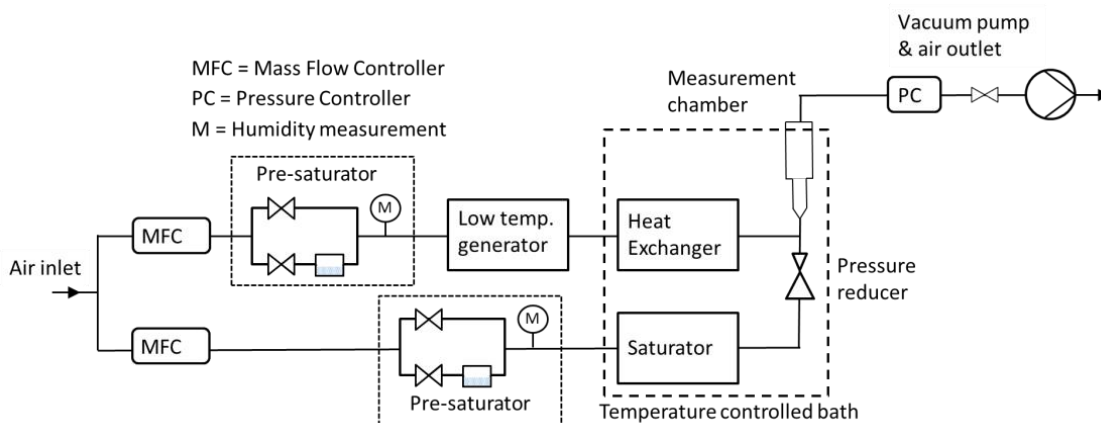 Vacuum pump
& air outlet
MFC = Mass Flow Controller
PC = Pressure Controller
M = Humidity measurement
Measurement
chamber
PC
Pre-saturator
M
MFC
Low temp.
generator
Heat
Exchanger
Air inlet
Pressure
reducer
M
MFC
Saturator
Pre-saturator
Temperature controlled bath